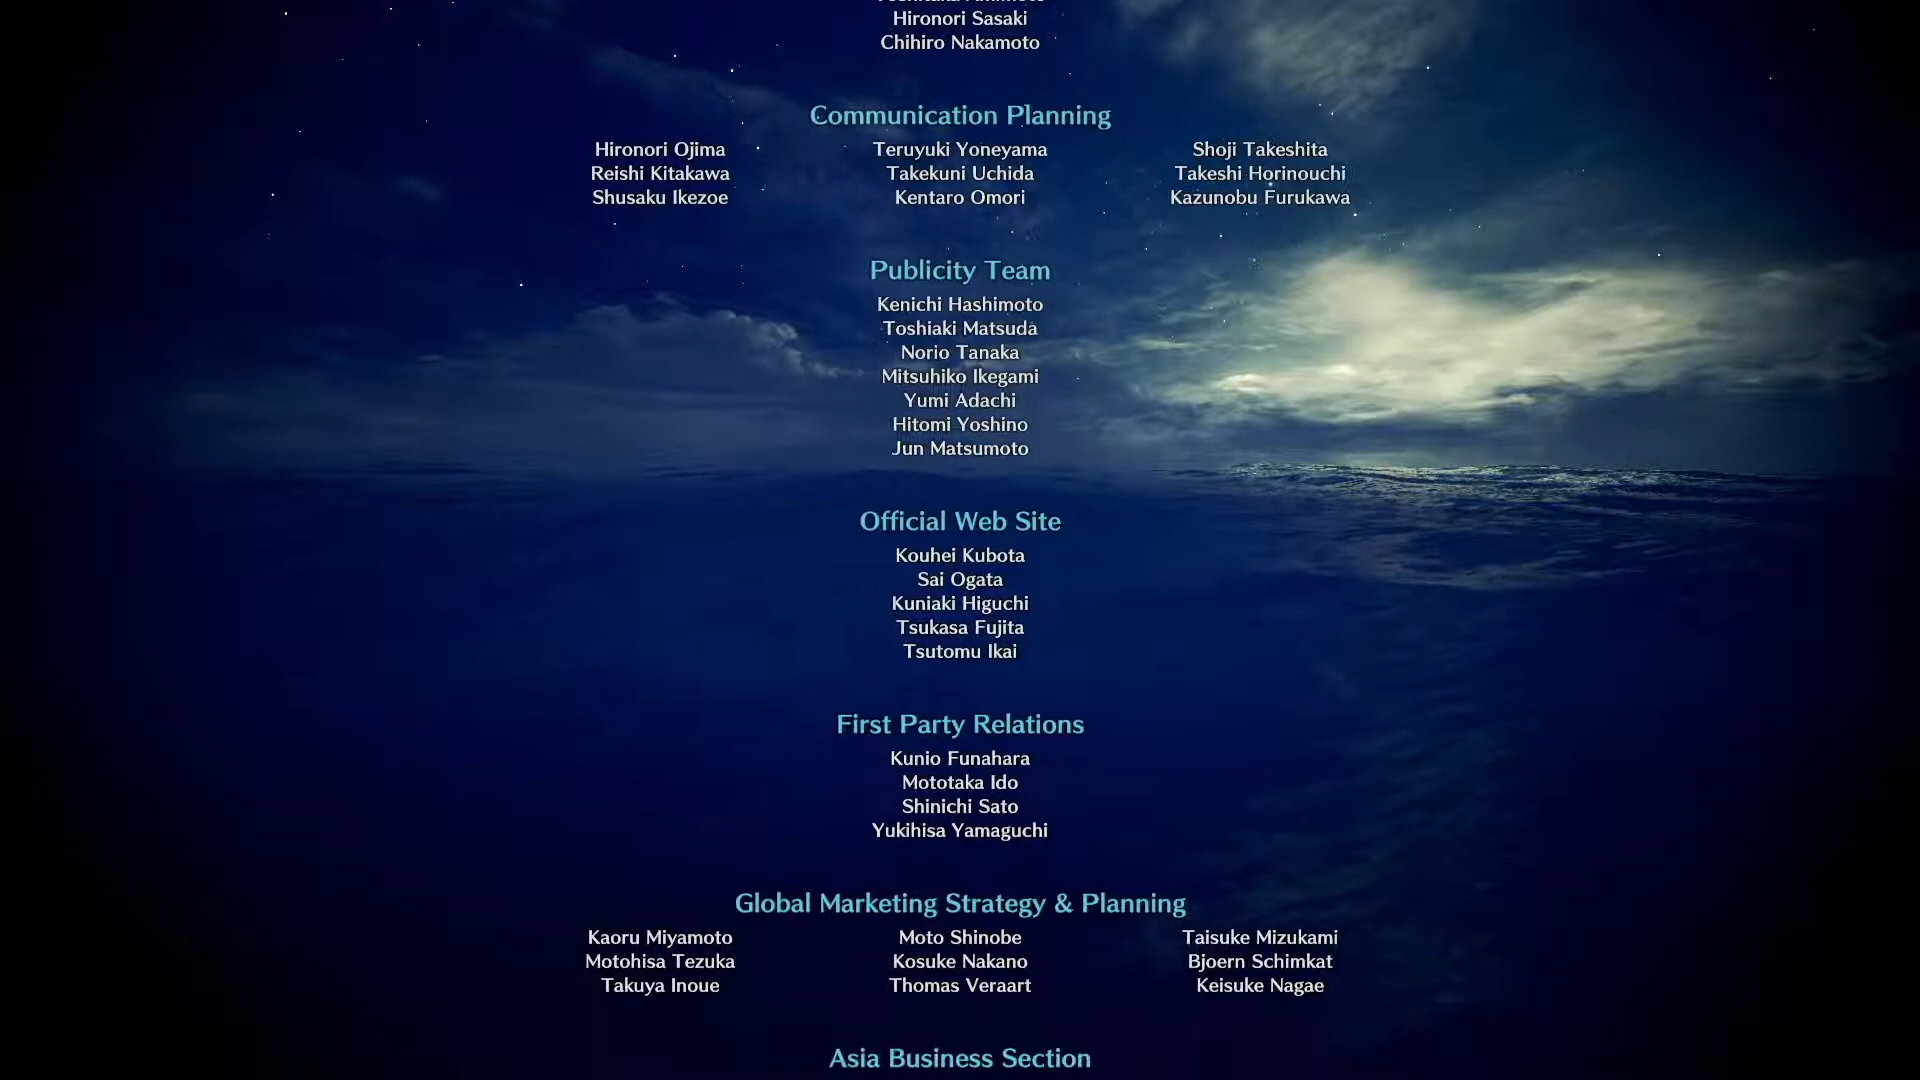 Hironori Sasaki
Chihiro Nakamoto
Communication Planning
Hironori Ojima Teruyuki Yoneyama Shoji Takeshita
Reishi Kitakawa Takekuni Uchida Takeshi Horinouchi
Shusaku Ikezoe Kentaro Omori Kazunobu Furukawa
Publicity Team
Kenichi Hashimoto
Toshiaki Matsuda
Norio Tanaka
Mitsuhiko Ikegami
Yumi Adachi
Hitomi Yoshino
Jun Matsumoto
Official Web Site
Kouhei Kubota
Sai Ogata
Kuniaki Higuchi
Tsukasa Fujita
Tsutomu Ikai
First Party Relations
Kunio Funahara
Mototaka Ido
Shinichi Sato
Yukihisa Yamaguchi
Global Marketing Strategy & Planning
Kaoru Miyamoto Moto Shinobe Taisuke Mizukami
Motohisa Tezuka Kosuke Nakano Bjoern Schimkat
Takuya Inoue Thomas Veraart Keisuke Nagae
Asia Business Section